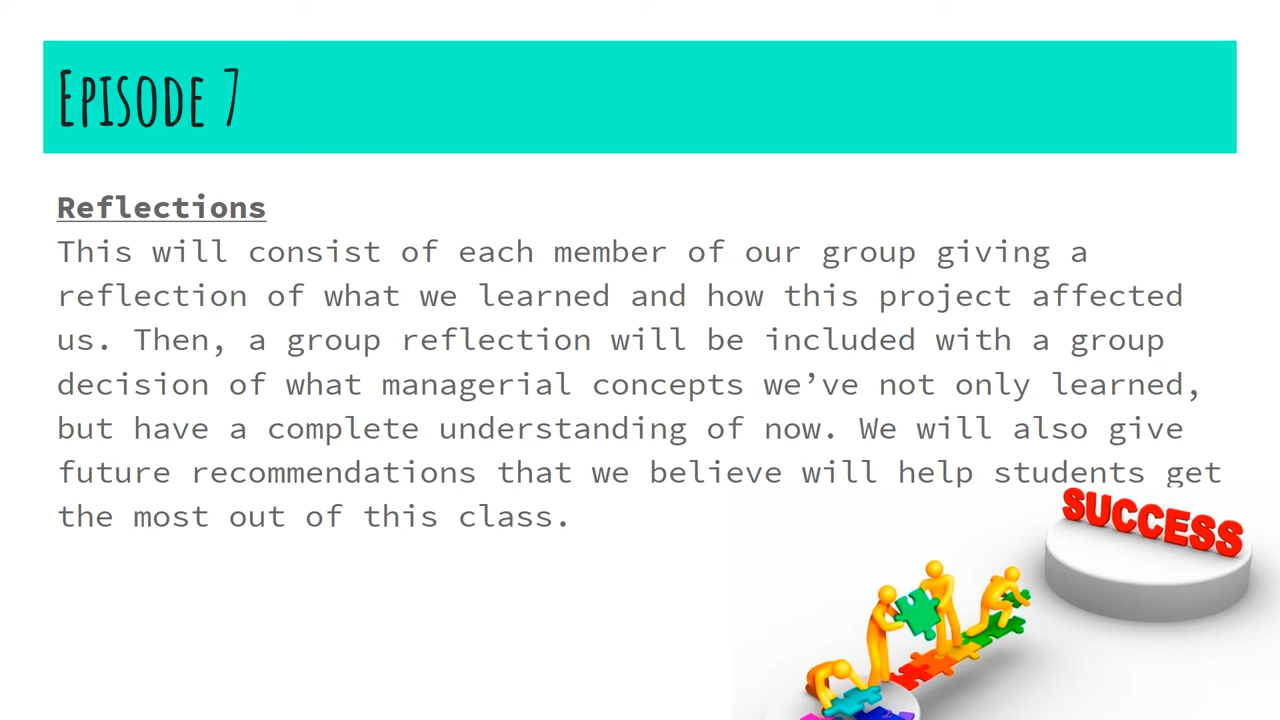 Episode 7
Reflections
This will consist of each member of our group giving a
reflection of what we learned and how this project affected
us. Then, a group reflection will be included with a group
decision of what managerial concepts we’ve not only learned,
but have a complete understanding of now. We will also give
future recommendations that we believe will help students get
the most out of this class.
SUCCESS